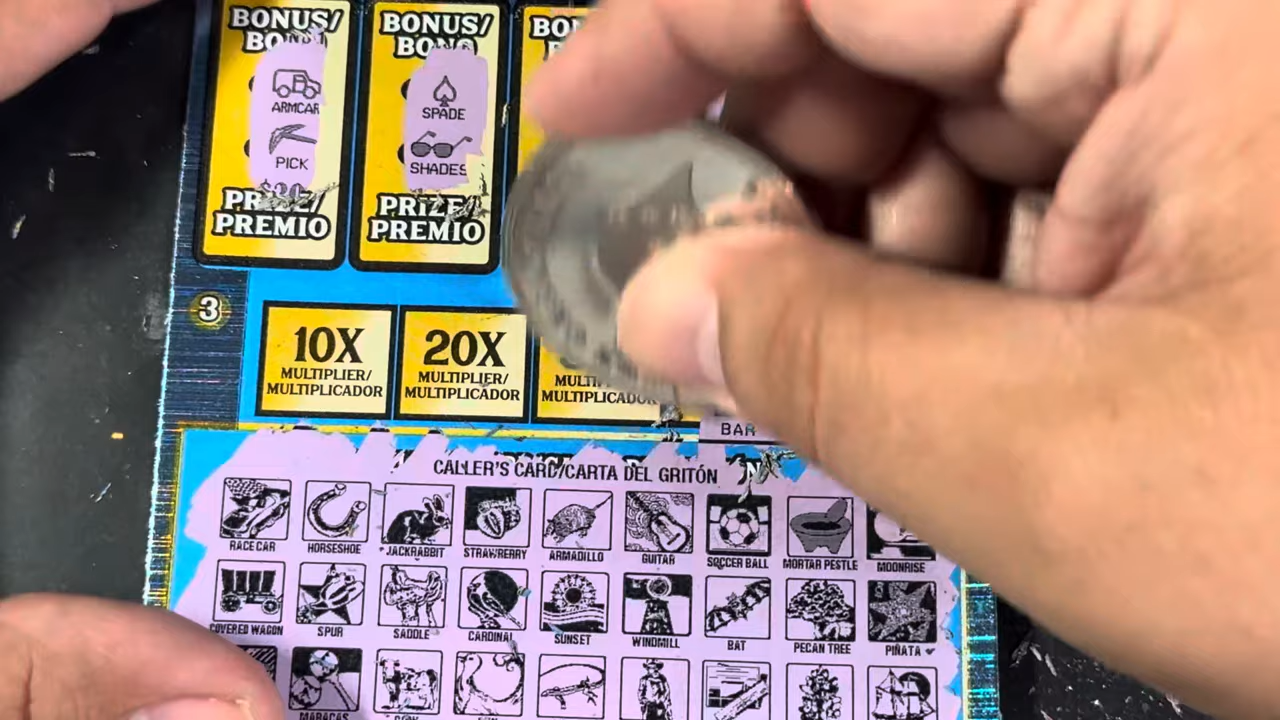 BONUS/
BONO
ARMCAR
PICK
PRIZE/
PREMIO
BONUS/
BONO
SPADE
SHADES
PRIZE/
PREMIO
3
10X
MULTIPLIER/
MULTIPLICADOR
20X
MULTIPLIER/
MULTIPLICADOR
MULTIPLICADOR
BAR
CALLER'S CARD/CARTA DEL GRITÓN
RACE CAR HORSESHOE JACKRABBIT STRAWBERRY ARMADILLO GUITAR SOCCER BALL MORTAR PESTLE MOONRISE
COVERED WAGON SPUR SADDLE CARDINAL SUNSET WINDMILL BAT PECAN TREE PIÑATA
MARACAS